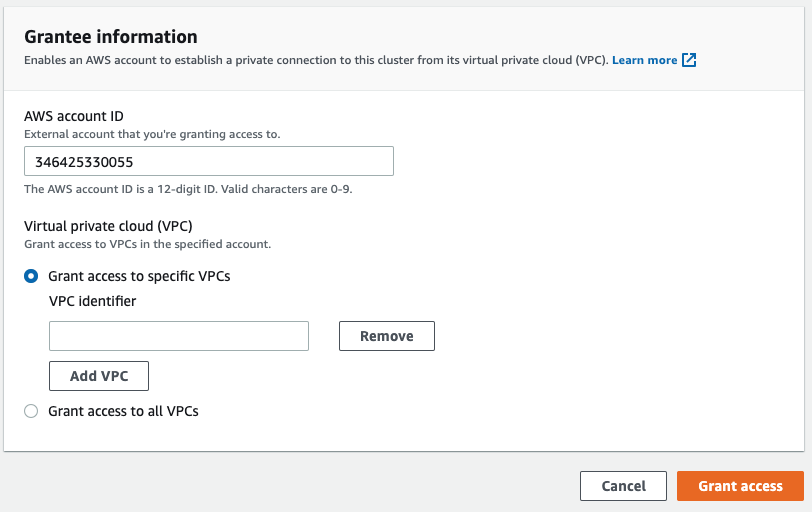 Grantee information
Enables an AWS account to establish a private connection to this cluster from its virtual private cloud (VPC). Learn more
AWS account ID
External account that you're granting access to.
346425330055
The AWS account ID is a 12-digit ID. Valid characters are 0-9.
Virtual private cloud (VPC)
Grant access to VPCs in the specified account.
Grant access to specific VPCs
VPC identifier
Remove
Add VPC
Grant access to all VPCs
Cancel Grant access